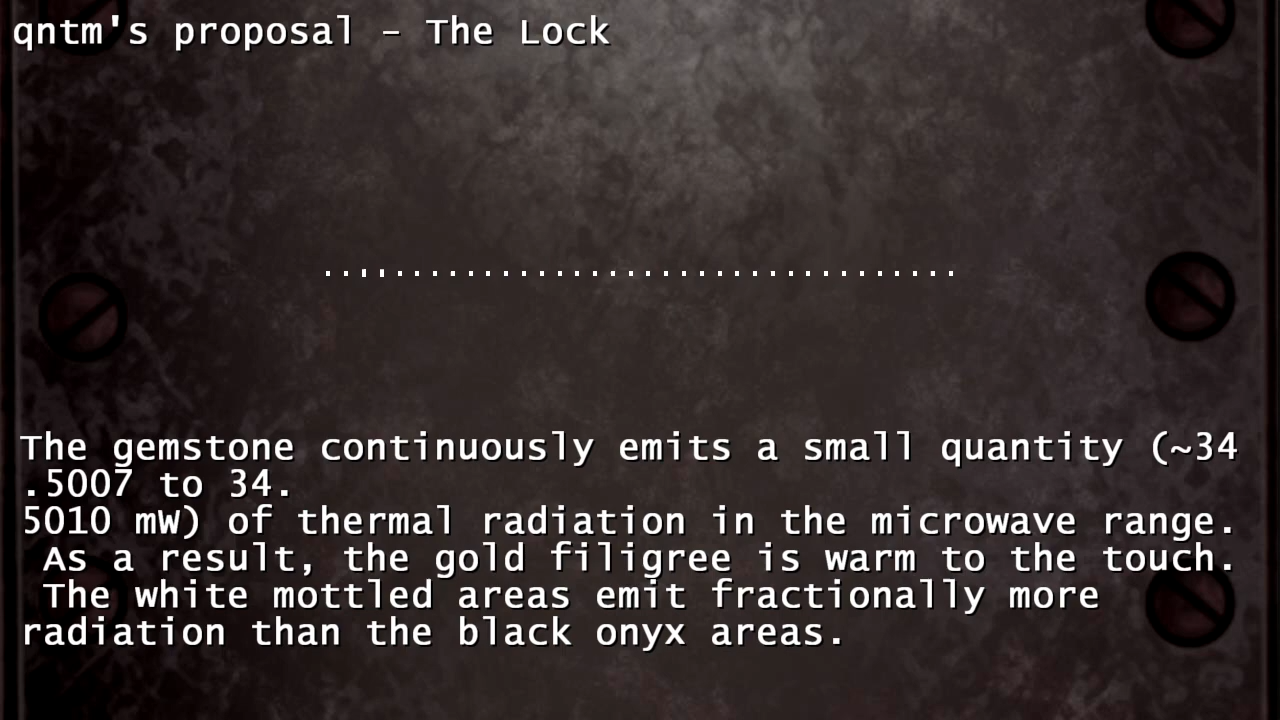 qntm's proposal – The Lock
....................................
The gemstone continuously emits a small quantity (~34
.5007 to 34.
5010 mW) of thermal radiation in the microwave range.
As a result, the gold filigree is warm to the touch.
The white mottled areas emit fractionally more
radiation than the black onyx areas.